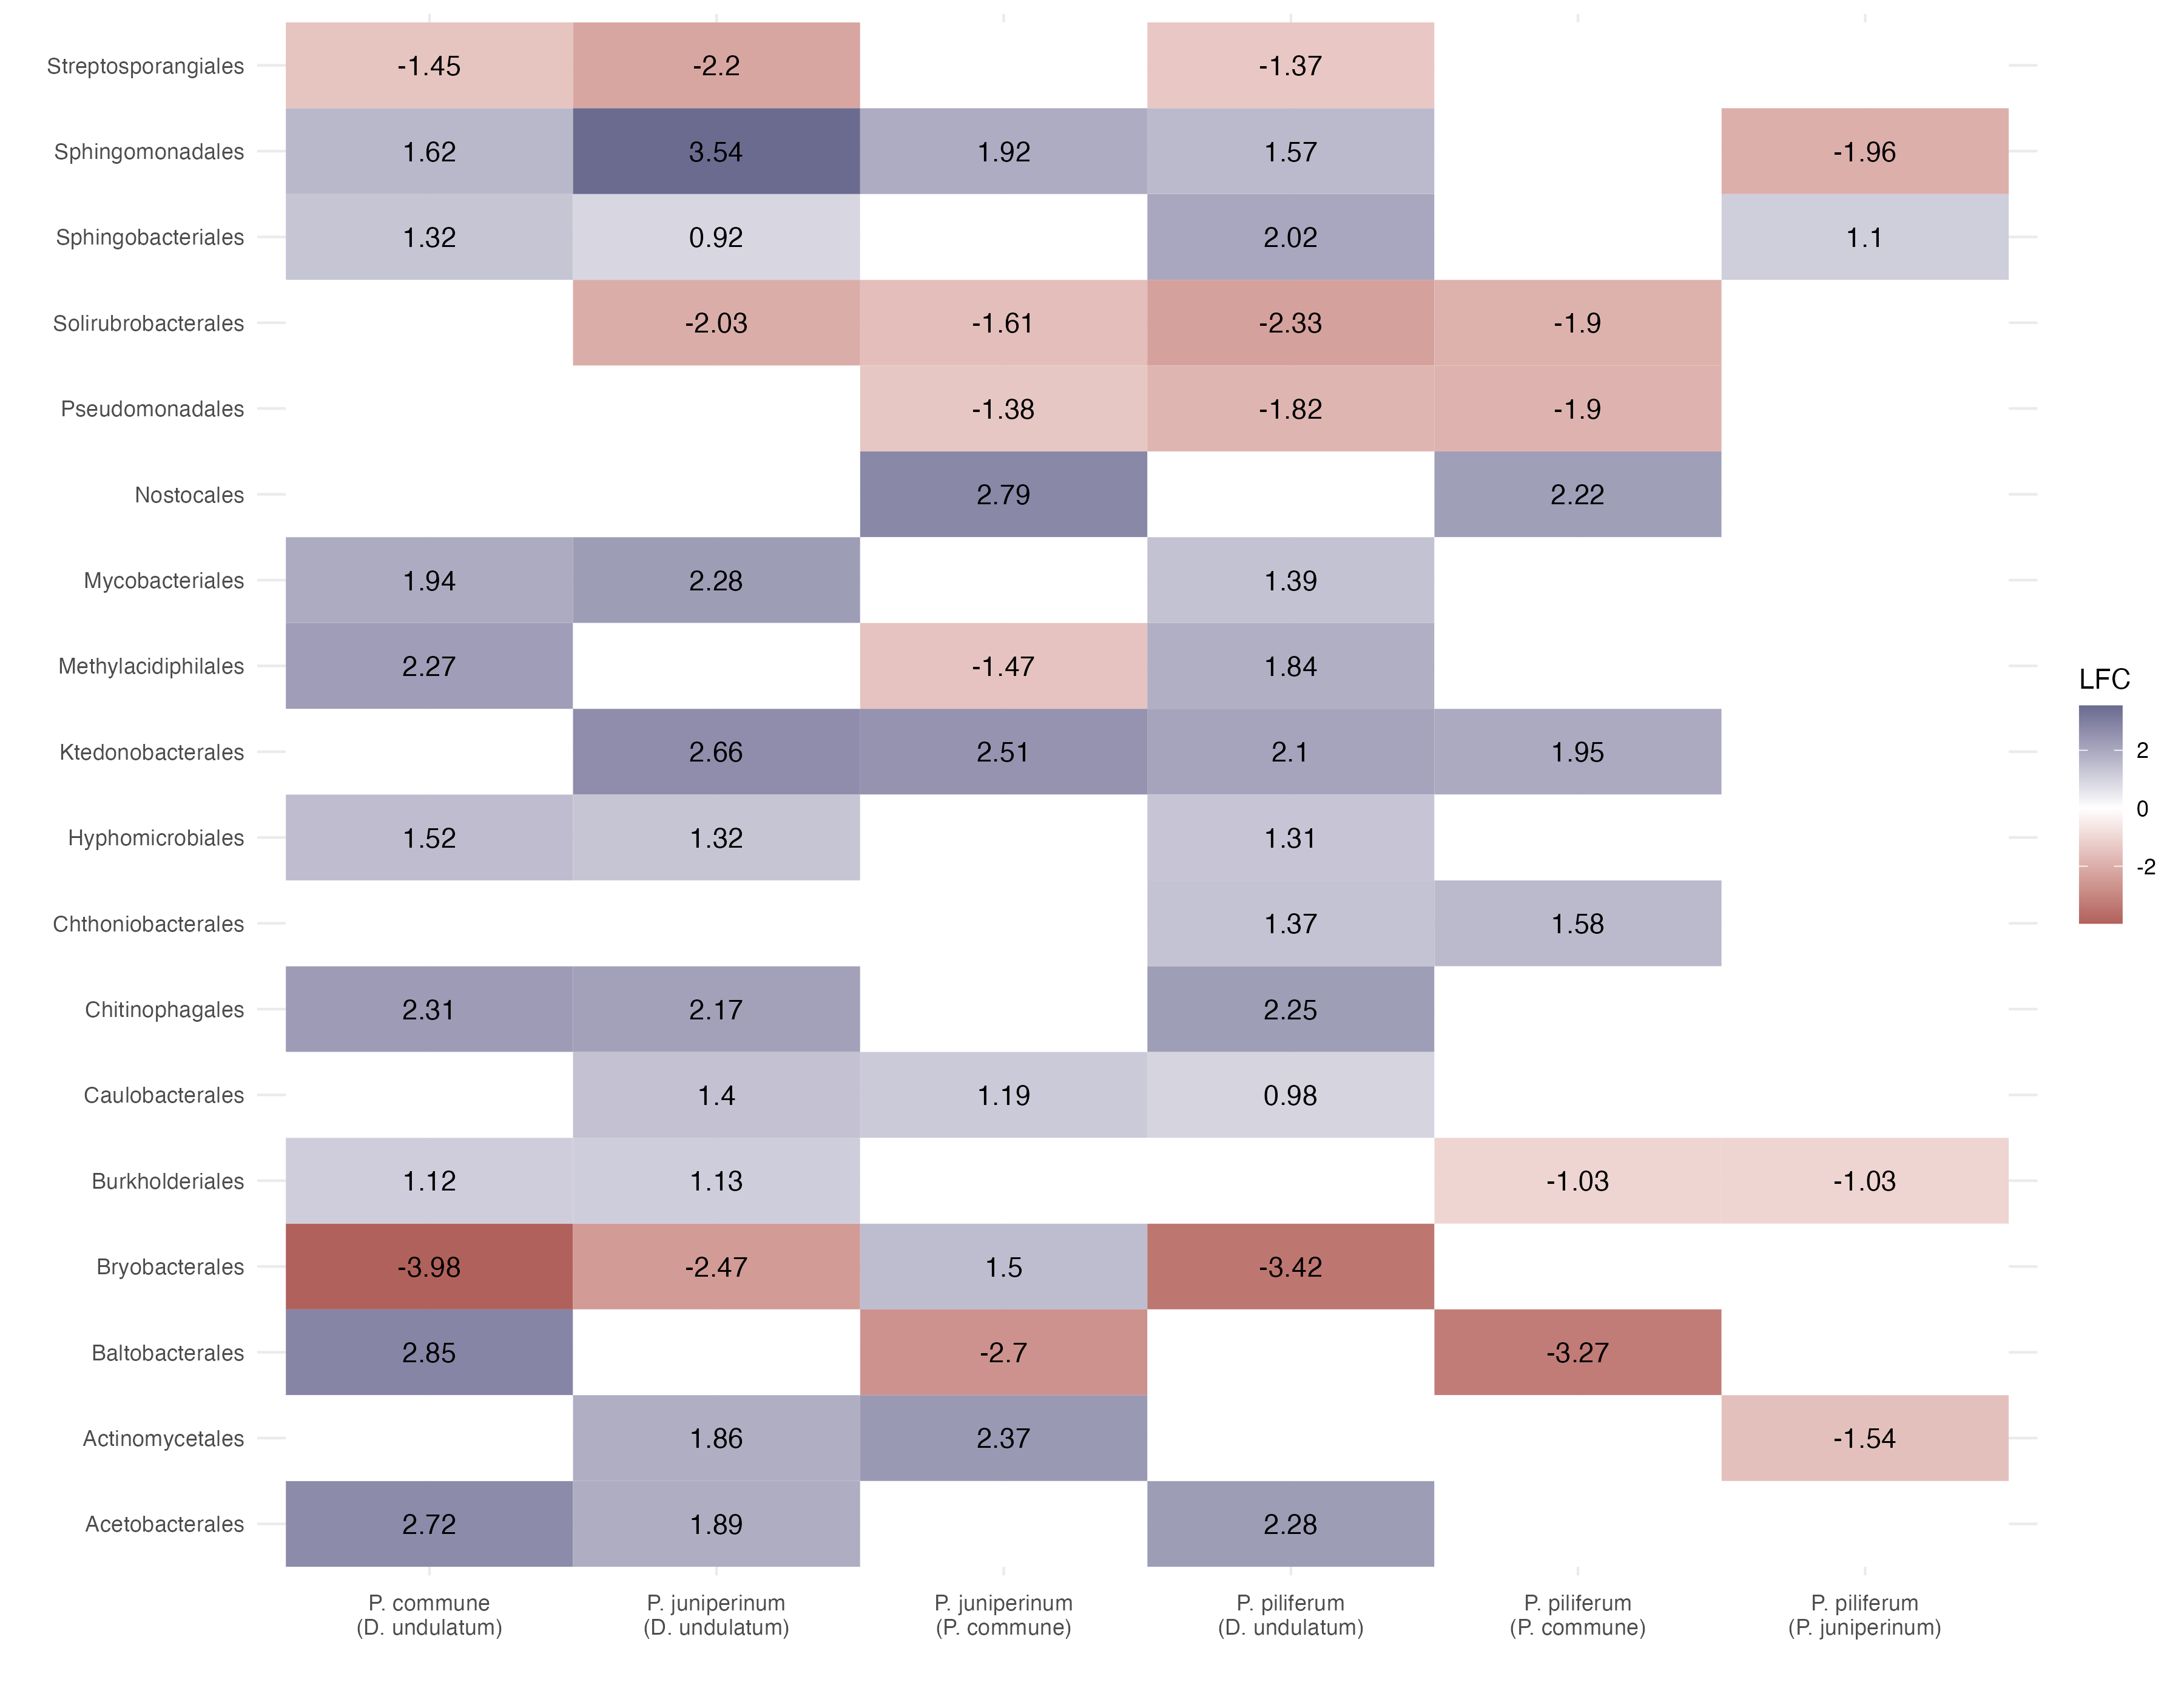 Streptosporangiales -1.45 -2.2 -1.37
Sphingomonadales 1.62 3.54 1.92 1.57 -1.96
Sphingobacteriales 1.32 0.92 2.02 1.1
Solirubrobacterales -2.03 -1.61 -2.33 -1.9
Pseudomonadales -1.38 -1.82 -1.9
Nostocales 2.79 2.22
Mycobacteriales 1.94 2.28 1.39
Methylacidiphilales 2.27 -1.47 1.84
Ktedonobacterales 2.66 2.51 2.1 1.95
Hyphomicrobiales 1.52 1.32 1.31
Chthoniobacterales 1.37 1.58
Chitinophagales 2.31 2.17 2.25
Caulobacterales 1.4 1.19 0.98
Burkholderiales 1.12 1.13 -1.03 -1.03
Bryobacterales -3.98 -2.47 1.5 -3.42
Baltobacterales 2.85 -2.7 -3.27
Actinomycetales 1.86 2.37 -1.54
Acetobacterales 2.72 1.89 2.28
P. commune P. juniperinum P. juniperinum P. piliferum P. piliferum P. piliferum
(D. undulatum) (D. undulatum) (P. commune) (D. undulatum) (P. commune) (P. juniperinum)
LFC
2
0
-2